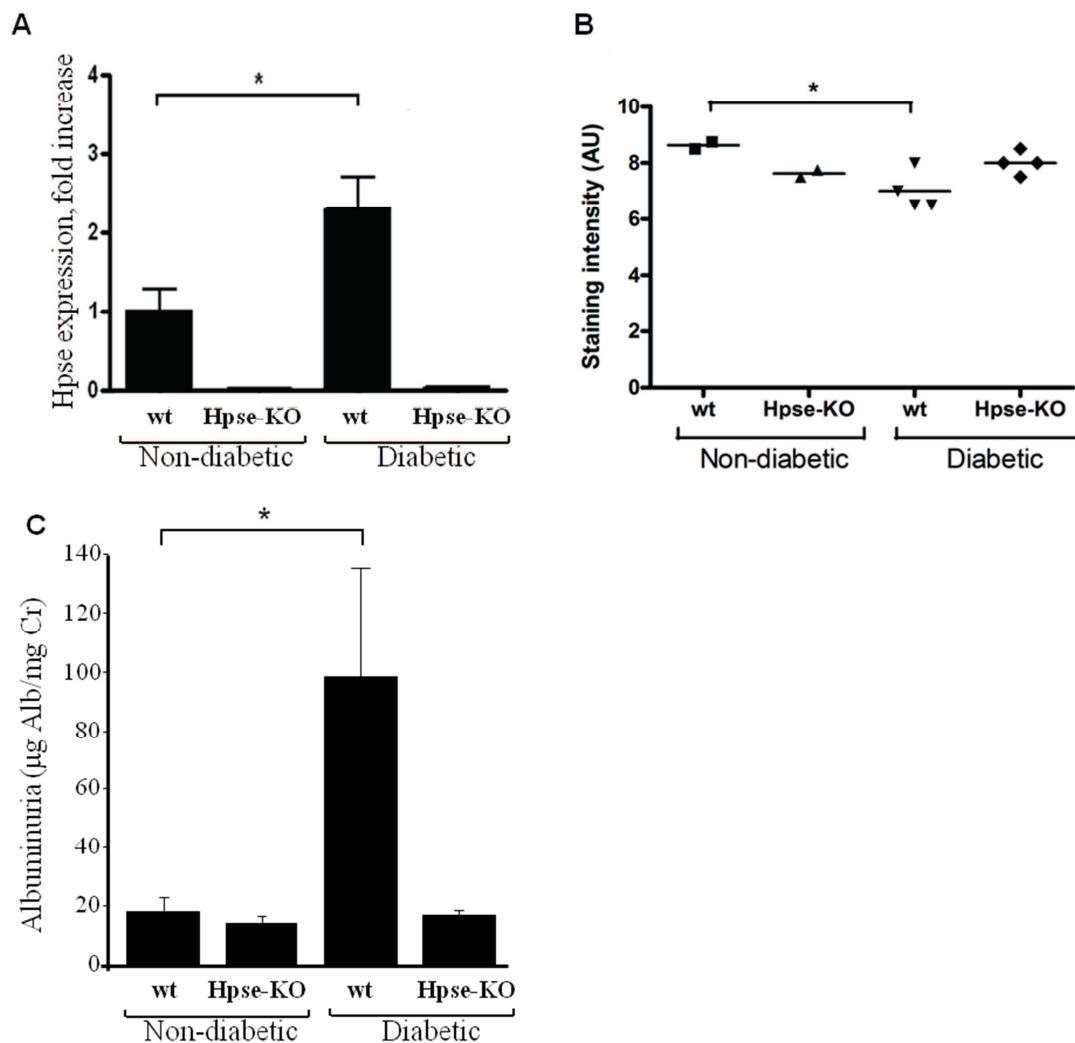 A
Hpse expression, fold increase
4
3
2
1
0
*
wt Hpse-KO wt Hpse-KO
Non-diabetic Diabetic
B
Staining intensity (AU)
10
8
6
4
2
0
*
wt Hpse-KO wt Hpse-KO
Non-diabetic Diabetic
C
Albuminuria (µg Alb/mg Cr)
140
120
100
80
60
40
20
0
*
wt Hpse-KO wt Hpse-KO
Non-diabetic Diabetic